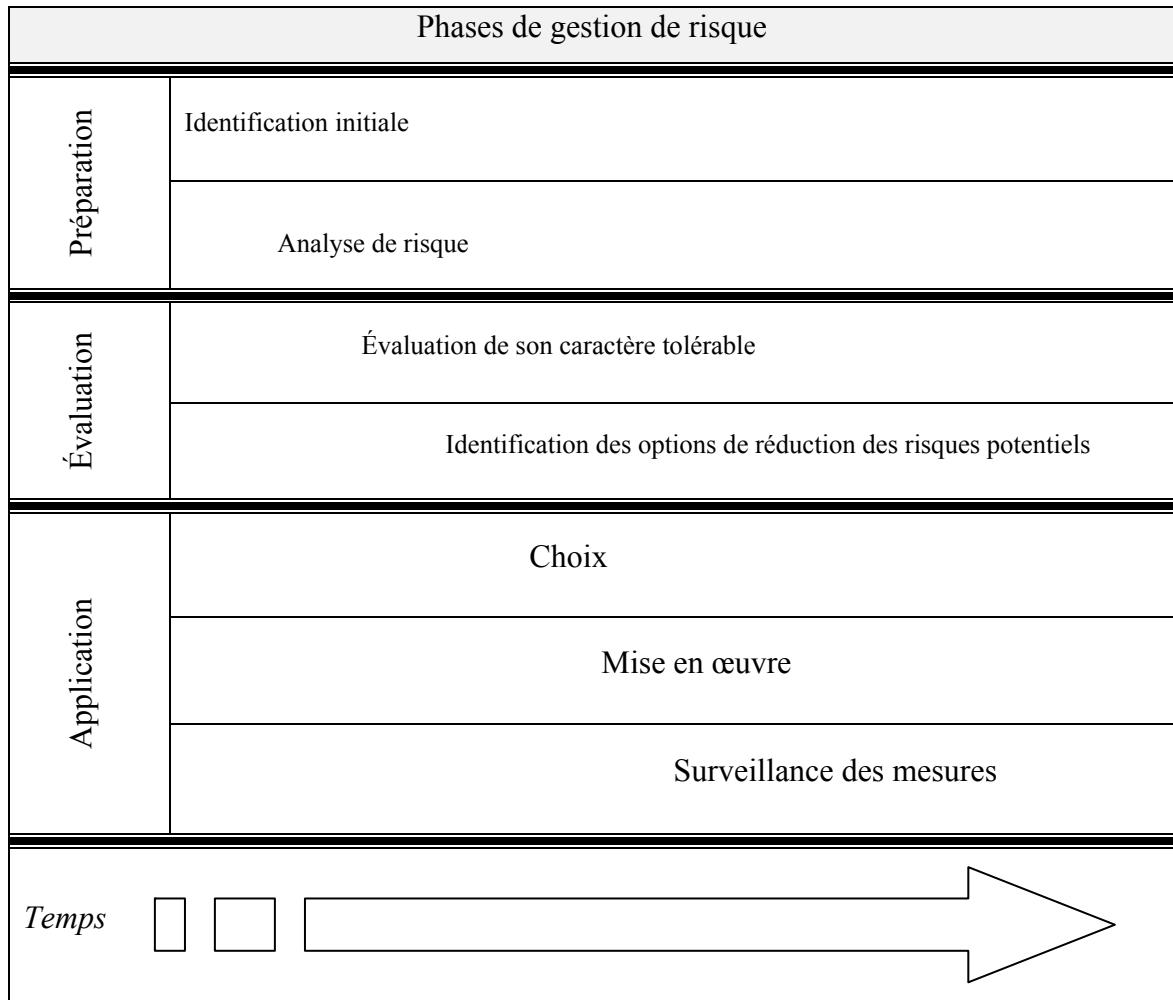 Phases de gestion de risque
Préparation
Identification initiale
Analyse de risque
Évaluation
Évaluation de son caractère tolérable
Identification des options de réduction des risques potentiels
Application
Choix
Mise en œuvre
Surveillance des mesures
Temps